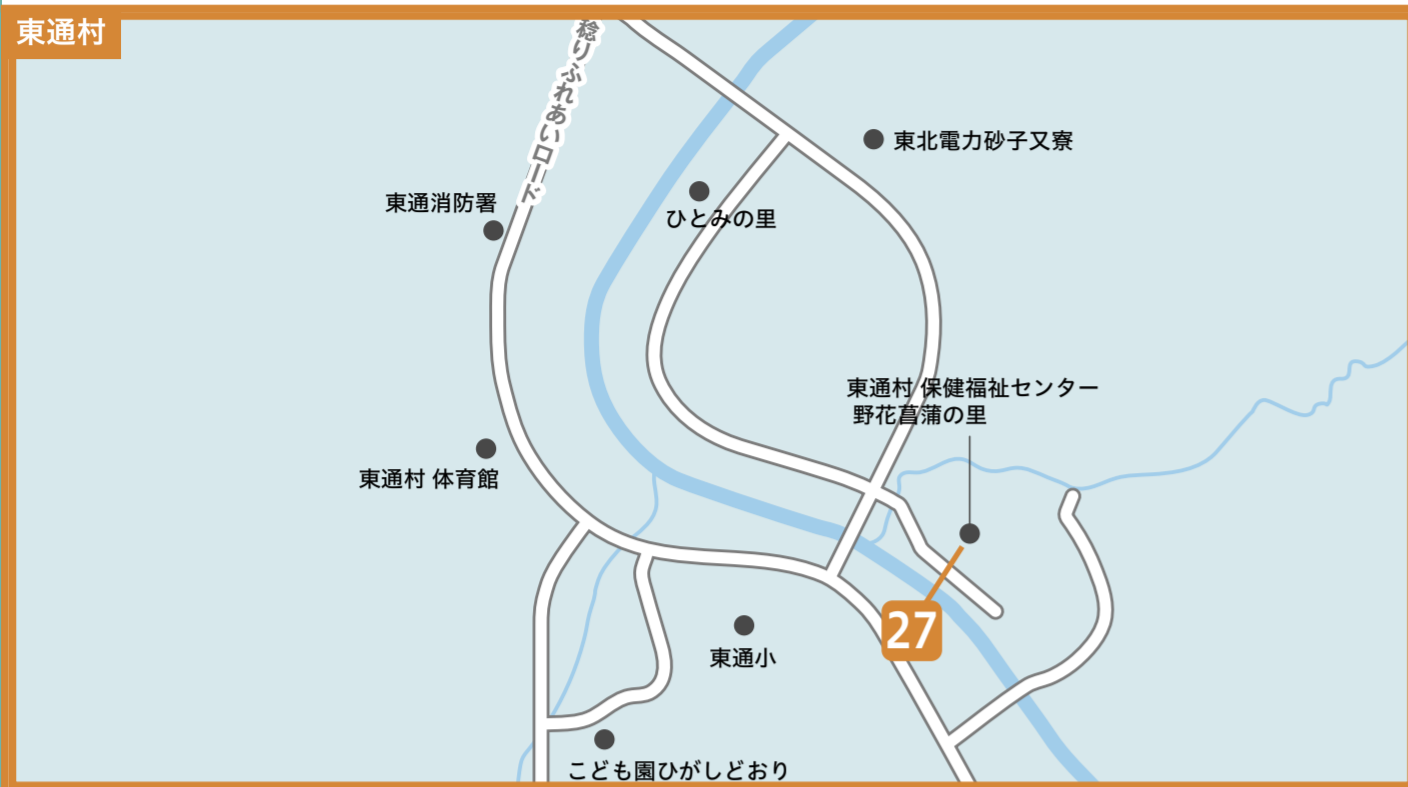 東通村
稔りふれあいロード
東北電力砂子又寮
東通消防署
ひとみの里
東通村 保健福祉センター
野花菖蒲の里
東通村 体育館
27
東通小
こども園ひがしどおり